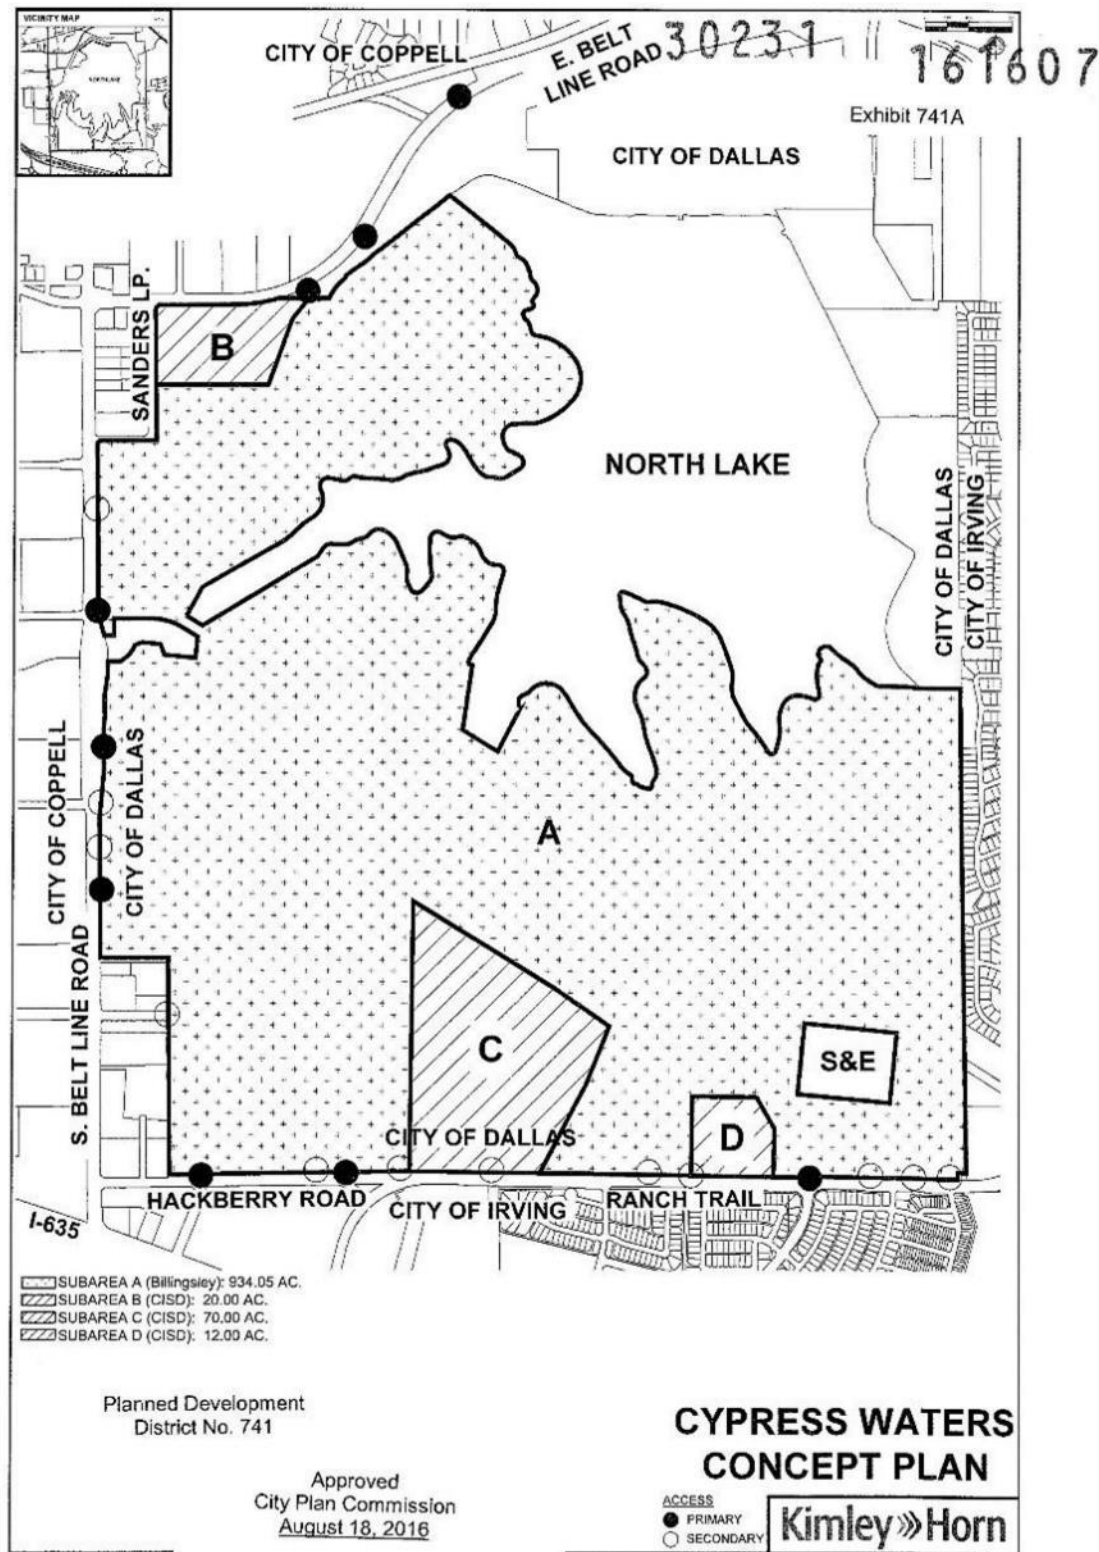 VICINITY MAP
NORTH LAKE
CITY OF COPPELL
E. BELT
LINE ROAD
30231
161607
Exhibit 741A
CITY OF DALLAS
SANDERS LP.
B
NORTH LAKE
CITY OF DALLAS
CITY OF IRVING
CITY OF COPPELL
CITY OF DALLAS
A
S. BELT LINE ROAD
C
S&E
D
CITY OF DALLAS
HACKBERRY ROAD
CITY OF IRVING
RANCH TRAIL
I-635
SUBAREA A (Billingsley): 934.05 AC.
SUBAREA B (CISD): 20.00 AC.
SUBAREA C (CISD): 70.00 AC.
SUBAREA D (CISD): 12.00 AC.
Planned Development
District No. 741
CYPRESS WATERS
CONCEPT PLAN
Approved
City Plan Commission
August 18, 2016
ACCESS
PRIMARY
SECONDARY
Kimley»Horn